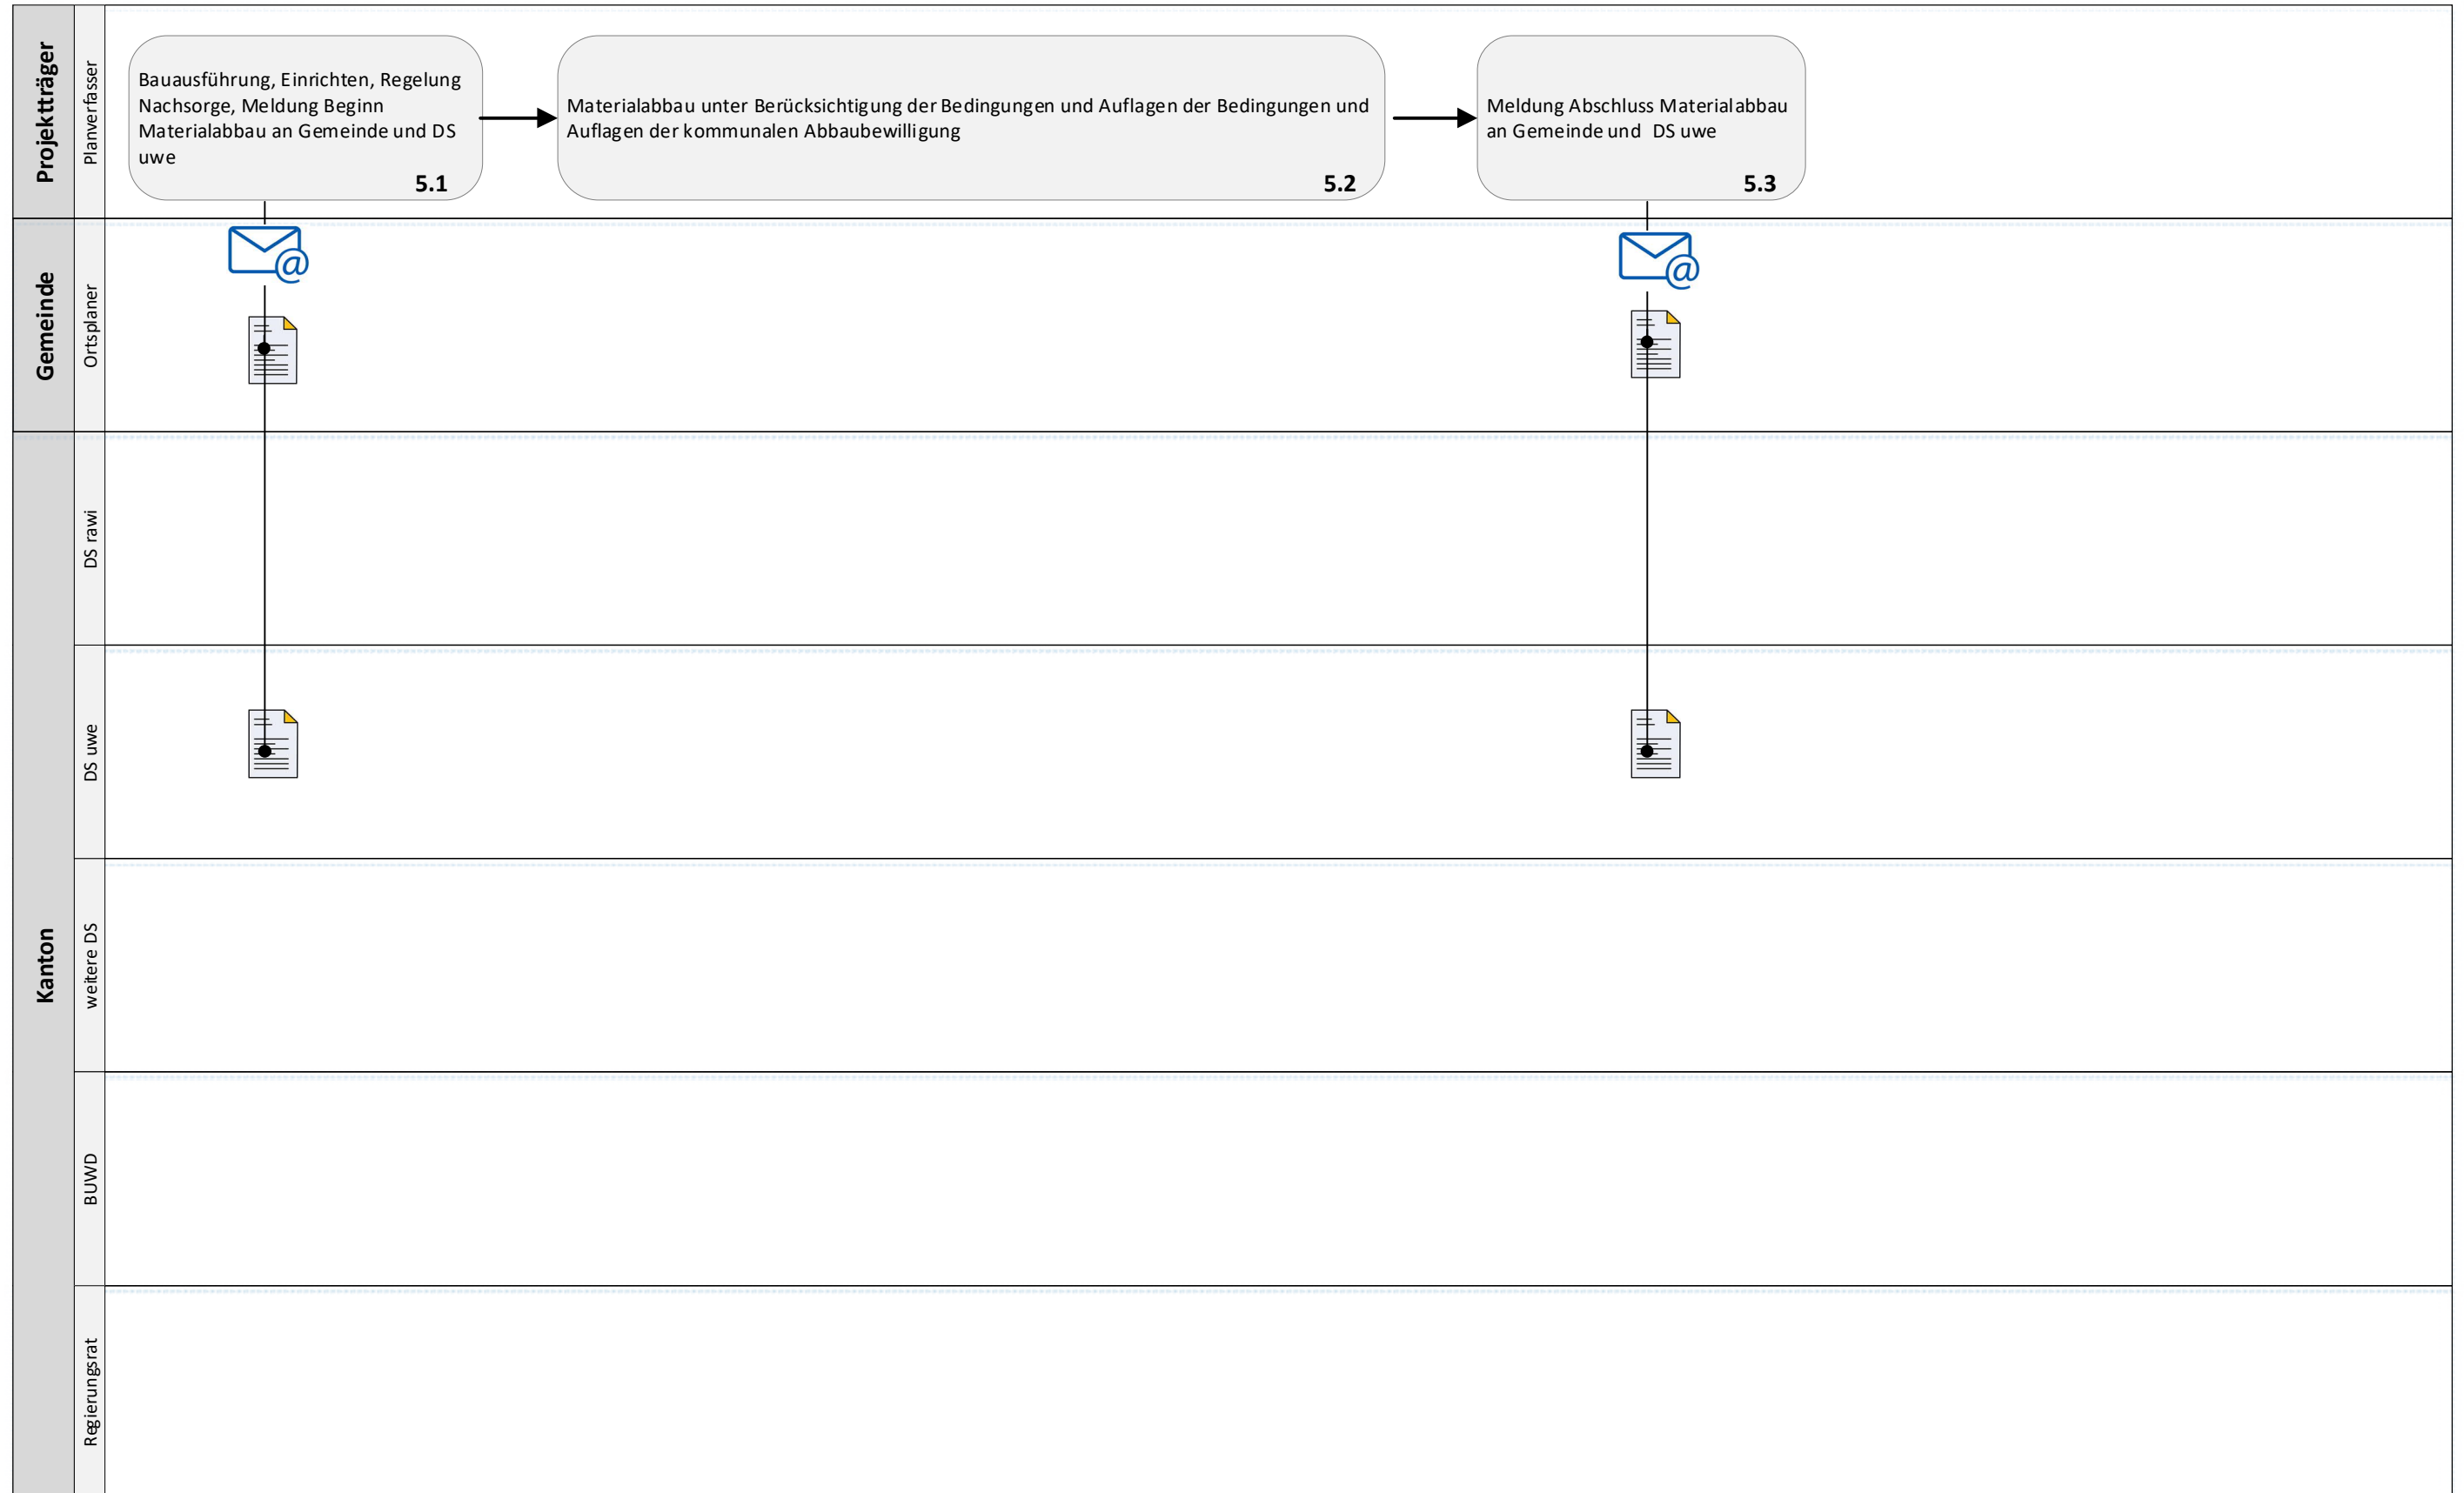 Projektträger
Planverfasser
Bauausführung, Einrichten, Regelung
Nachsorge, Meldung Beginn
Materialabbau an Gemeinde und DS
uwe
5.1
Materialabbau unter Berücksichtigung der Bedingungen und Auflagen der Bedingungen und
Auflagen der kommunalen Abbaubewilligung
5.2
Meldung Abschluss Materialabbau
an Gemeinde und DS uwe
5.3
Gemeinde
Ortsplaner
@
@
Kanton
DS rawi
DS uwe
weitere DS
BUWD
Regierungsrat